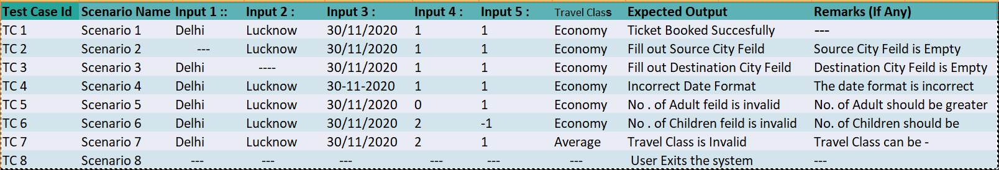 Test Case Id Scenario Name Input 1 :: Input 2 : Input 3 : Input 4 : Input 5 : Travel Class Expected Output Remarks (If Any)
TC 1 Scenario 1 Delhi Lucknow 30/11/2020 1 1 Economy Ticket Booked Succesfully ---
TC 2 Scenario 2 --- Lucknow 30/11/2020 1 1 Economy Fill out Source City Feild Source City Feild is Empty
TC 3 Scenario 3 Delhi ---- 30/11/2020 1 1 Economy Fill out Destination City Feild Destination City Feild is Empty
TC 4 Scenario 4 Delhi Lucknow 30-11-2020 1 1 Economy Incorrect Date Format The date format is incorrect
TC 5 Scenario 5 Delhi Lucknow 30/11/2020 0 1 Economy No . of Adult feild is invalid No. of Adult should be greater
TC 6 Scenario 6 Delhi Lucknow 30/11/2020 2 -1 Economy No . of Children feild is invalid No. of Children should be
TC 7 Scenario 7 Delhi Lucknow 30/11/2020 2 1 Average Travel Class is Invalid Travel Class can be -
TC 8 Scenario 8 --- --- --- --- --- --- User Exits the system ---